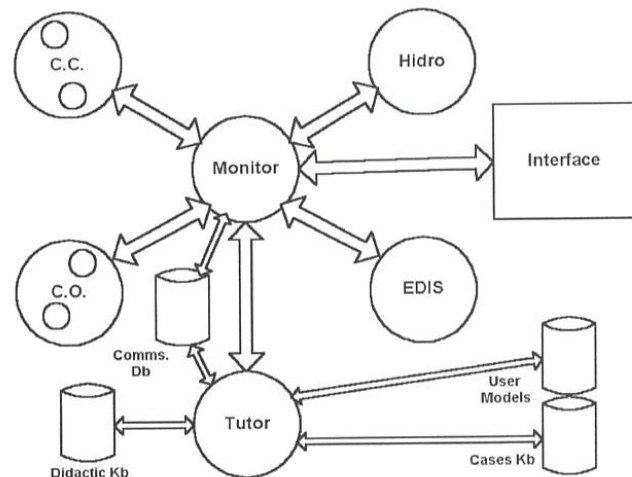 C.C.
Hidro
Monitor
Interface
C.O.
EDIS
Comms.
Db
User
Models
Tutor
Didactic Kb
Cases Kb